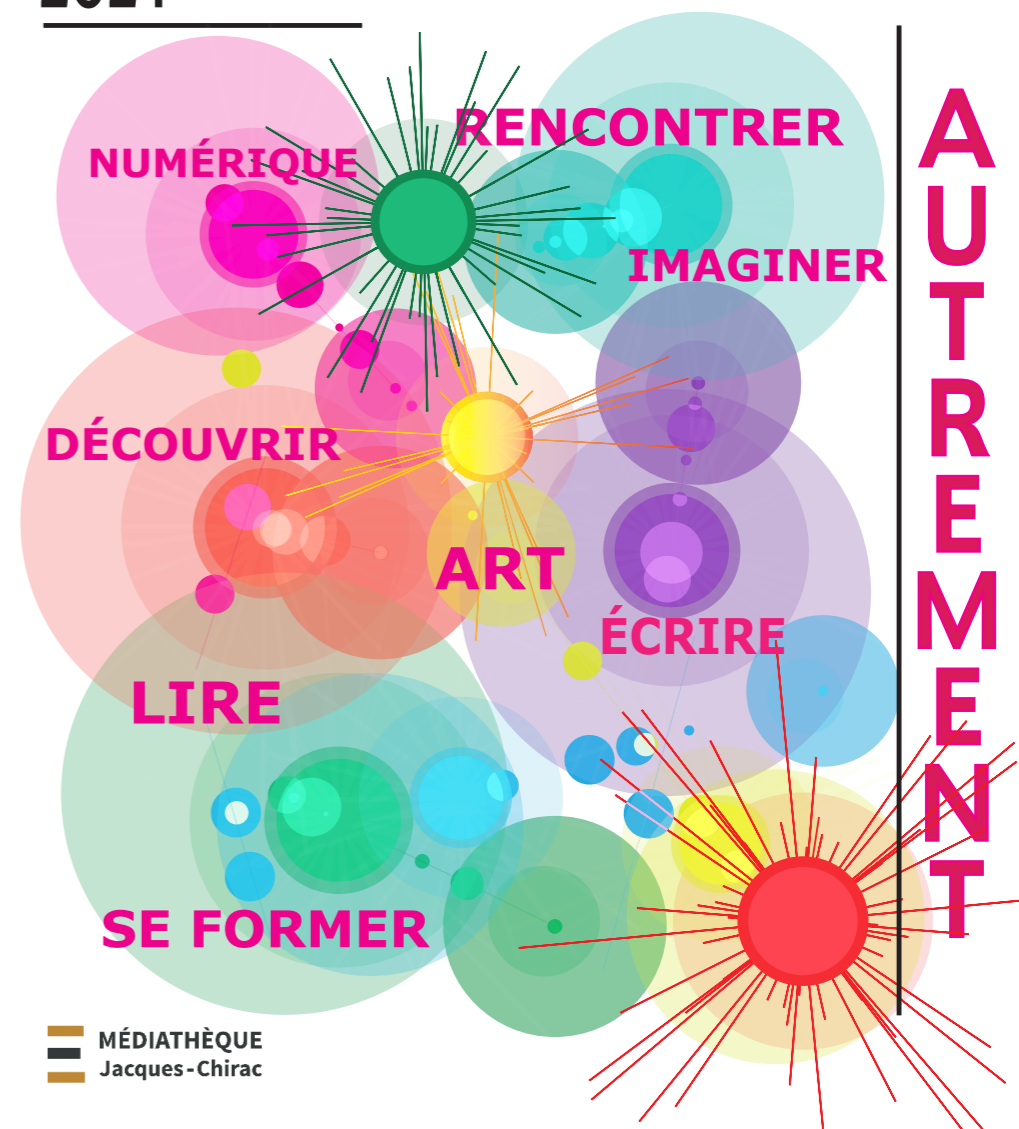 RENCONTRER
NUMÉRIQUE
IMAGINER
DÉCOUVRIR
ART
ÉCRIRE
LIRE
SE FORMER
AUTREMENT
MÉDIATHÈQUE
Jacques-Chirac